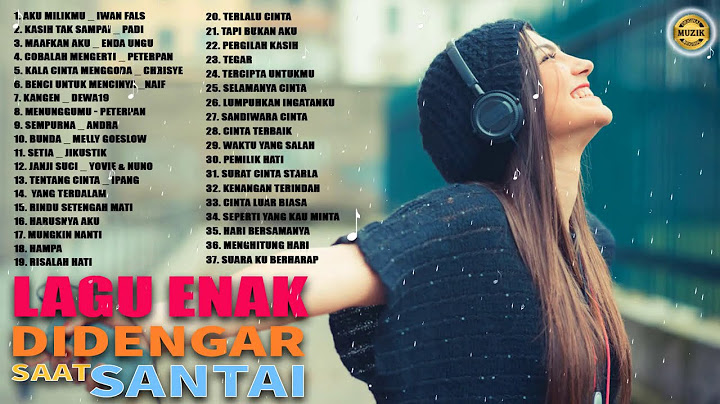 1. AKU MILIKMU _ IWAN FALS
2. KASIH TAK SAMPAI _ PADI
3. MAAFKAN AKU _ ENDA UNGU
4. COBALAH MENGERTI _ PETERPAN
5. KALA CINTA MENGGODA _ CHRISYE
6. BENCI UNTUK MENCINTA _NAIF
7. KANGEN _ DEWA19
8. MENUNGGUMU - PETERPAN
9. SEMPURNA _ ANDRA
10. BUNDA _ MELLY GOESLOW
11. SETIA _ JIKUSTIK
12. JANJI SUCI _ YOVIE & NUNO
13. TENTANG CINTA _ IPANG
14. YANG TERDALAM
15. RINDU SETENGAH MATI
16. HARUSNYA AKU
17. MUNGKIN NANTI
18. HAMPA
19. RISALAH HATI
20. TERLALU CINTA
21. TAPI BUKAN AKU
22. PERGILAH KASIH
23. TEGAR
24. TERCIPTA UNTUKMU
25. SELAMANYA CINTA
26. LUMPUHKAN INGATANKU
27. SANDIWARA CINTA
28. CINTA TERBAIK
29. WAKTU YANG SALAH
30. PEMILIK HATI
31. SURAT CINTA STARLA
32. KENANGAN TERINDAH
33. CINTA LUAR BIASA
34. SEPERTI YANG KAU MINTA
35. HARI BERSAMANYA
36. MENGHITUNG HARI
37. SUARA KU BERHARAP
LAGU ENAK
DIDENGAR
SAAT SANTAI
MUZIK